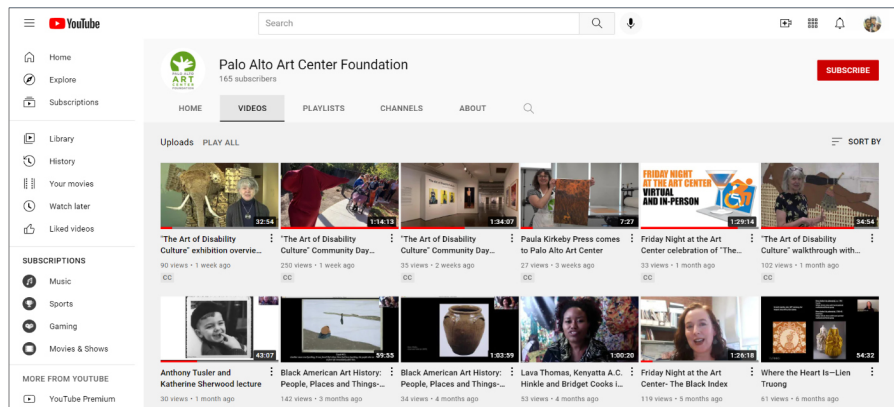 YouTube
Search
Home
Explore
Subscriptions
Library
History
Your movies
Watch later
Liked videos
SUBSCRIPTIONS
Music
Sports
Gaming
Movies & Shows
MORE FROM YOUTUBE
YouTube Premium
PALO ALTO
ART
CENTER
FOUNDATION
Palo Alto Art Center Foundation
165 subscribers
SUBSCRIBE
HOME VIDEOS PLAYLISTS CHANNELS ABOUT
Uploads PLAY ALL
SORT BY
32:54
"The Art of Disability
Culture" exhibition overvie...
90 views • 1 week ago
CC
1:14:13
"The Art of Disability
Culture" Community Day...
250 views • 1 week ago
CC
1:34:07
"The Art of Disability
Culture" Community Day...
35 views • 2 weeks ago
CC
7:27
Paula Kirkeby Press comes
to Palo Alto Art Center
27 views • 3 weeks ago
FRIDAY NIGHT
AT THE ART CENTER
VIRTUAL
AND IN-PERSON
1:29:14
Friday Night at the Art
Center celebration of "The...
33 views • 1 month ago
CC
34:54
"The Art of Disability
Culture" walkthrough with...
102 views • 1 month ago
CC
43:07
Anthony Tusler and
Katherine Sherwood lecture
30 views • 1 month ago
59:55
Black American Art History:
People, Places and Things-...
142 views • 3 months ago
1:03:59
Black American Art History:
People, Places and Things-...
34 views • 4 months ago
1:00:20
Lava Thomas, Kenyatta A.C.
Hinkle and Bridget Cooks i...
53 views • 4 months ago
1:26:18
Friday Night at the Art
Center- The Black Index
119 views • 5 months ago
54:32
Where the Heart Is—Lien
Truong
61 views • 6 months ago